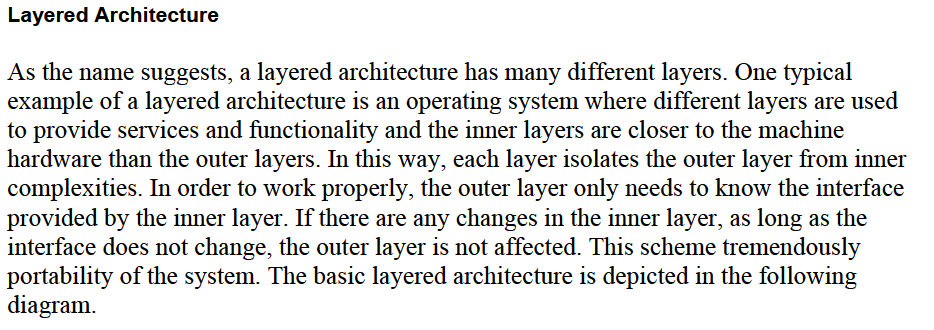 Layered Architecture
As the name suggests, a layered architecture has many different layers. One typical
example of a layered architecture is an operating system where different layers are used
to provide services and functionality and the inner layers are closer to the machine
hardware than the outer layers. In this way, each layer isolates the outer layer from inner
complexities. In order to work properly, the outer layer only needs to know the interface
provided by the inner layer. If there are any changes in the inner layer, as long as the
interface does not change, the outer layer is not affected. This scheme tremendously
portability of the system. The basic layered architecture is depicted in the following
diagram.